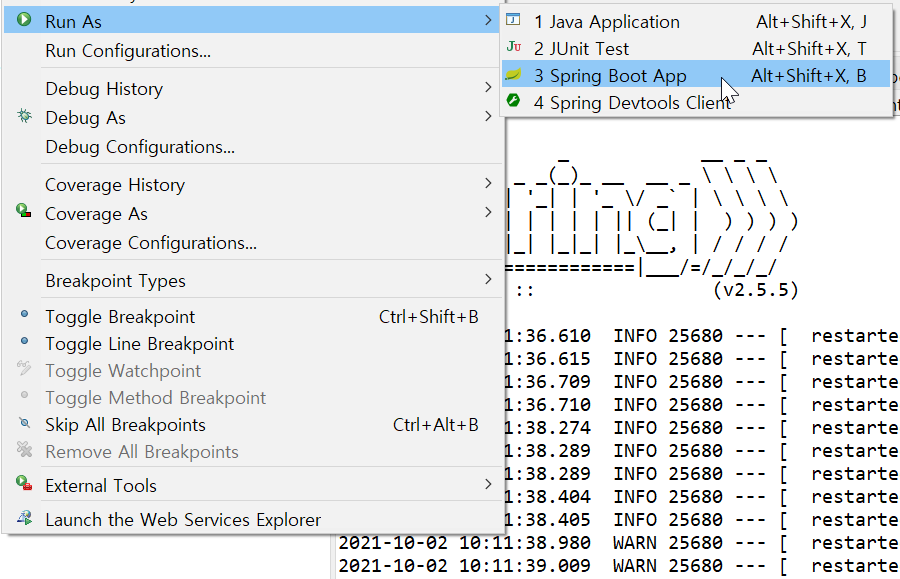 Run As
Run Configurations...
Debug History
Debug As
Debug Configurations...
Coverage History
Coverage As
Coverage Configurations...
Breakpoint Types
Toggle Breakpoint Ctrl+Shift+B
Toggle Line Breakpoint
Toggle Watchpoint
Toggle Method Breakpoint
Skip All Breakpoints Ctrl+Alt+B
Remove All Breakpoints
External Tools
Launch the Web Services Explorer
1 Java Application Alt+Shift+X, J
2 JUnit Test Alt+Shift+X, T
3 Spring Boot App Alt+Shift+X, B
4 Spring Devtools Client
:: (v2.5.5)
1:36.610 INFO 25680 --- [ restarte
1:36.615 INFO 25680 --- [ restarte
1:36.709 INFO 25680 --- [ restarte
1:36.710 INFO 25680 --- [ restarte
1:38.274 INFO 25680 --- [ restarte
1:38.289 INFO 25680 --- [ restarte
1:38.289 INFO 25680 --- [ restarte
1:38.404 INFO 25680 --- [ restarte
1:38.405 INFO 25680 --- [ restarte
2021-10-02 10:11:38.980 WARN 25680 --- [ restarte
2021-10-02 10:11:39.009 WARN 25680 --- [ restarte